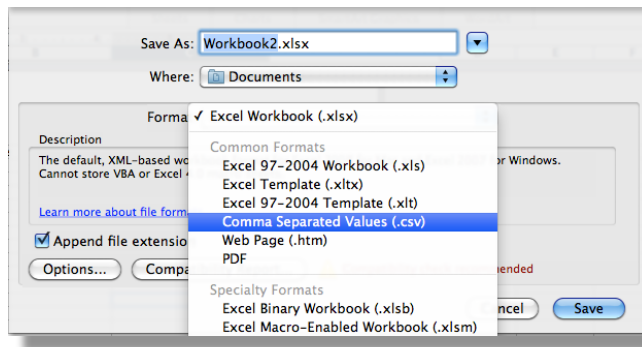 Save As: Workbook2.xlsx
Where: Documents
Forma ✓ Excel Workbook (.xlsx)
Description
The default, XML-based wo
or Windows.
Cannot store VBA or Excel
Learn more about file form
Common Formats
Excel 97-2004 Workbook (.xls)
Excel Template (.xltx)
Excel 97-2004 Template (.xlt)
Comma Separated Values (.csv)
Web Page (.htm)
PDF
Specialty Formats
Excel Binary Workbook (.xlsb)
Excel Macro-Enabled Workbook (.xlsm)
Append file extensio
Options...
Compa
ended
ncel
Save